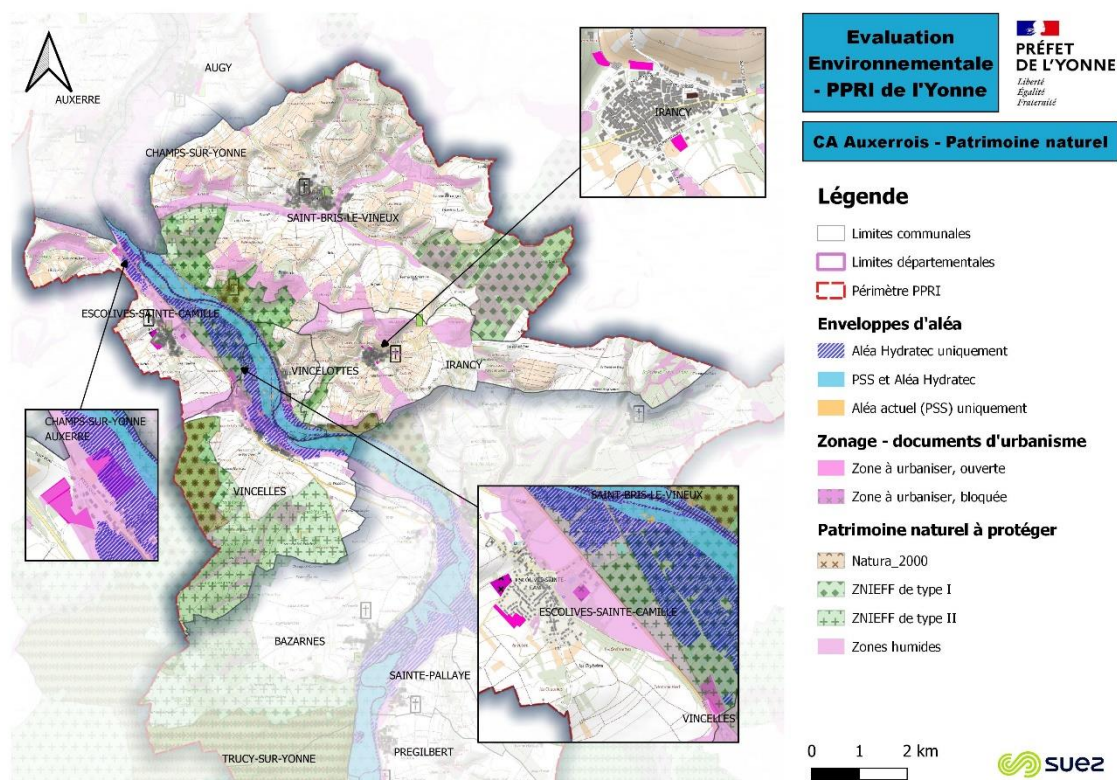 AUGY
AUXERRE
CHAMPS-SUR-YONNE
SAINT-BRIS-LE-VINEUX
ESCOLIVES-SAINTE-CAMILLE
VINCELOTTES
IRANCY
VINCELLES
BAZARNES
SAINTE-PALLAYE
TRUCY-SUR-YONNE
PREGILBERT
IRANCY
CHAMPS-SUR-YONNE
AUXERRE
SAINT-BRIS-LE-VINEUX
ESCOLIVES-SAINTE-CAMILLE
VINCELLES
Evaluation
Environnementale
- PPRI de l'Yonne
PRÉFET
DE L'YONNE
Liberté
Égalité
Fraternité
CA Auxerrois - Patrimoine naturel
Légende
Limites communales
Limites départementales
Périmètre PPRI
Enveloppes d'aléa
Aléa Hydratec uniquement
PSS et Aléa Hydratec
Aléa actuel (PSS) uniquement
Zonage - documents d'urbanisme
Zone à urbaniser, ouverte
Zone à urbaniser, bloquée
Patrimoine naturel à protéger
Natura_2000
ZNIEFF de type I
ZNIEFF de type II
Zones humides
0 1 2 km
suez